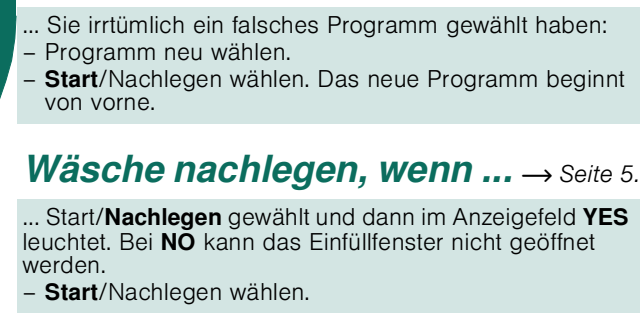 ... Sie irrtümlich ein falsches Programm gewählt haben:
– Programm neu wählen.
– Start/Nachlegen wählen. Das neue Programm beginnt
von vorne.
Wäsche nachlegen, wenn ... → Seite 5.
... Start/Nachlegen gewählt und dann im Anzeigefeld YES
leuchtet. Bei NO kann das Einfüllfenster nicht geöffnet
werden.
– Start/Nachlegen wählen.